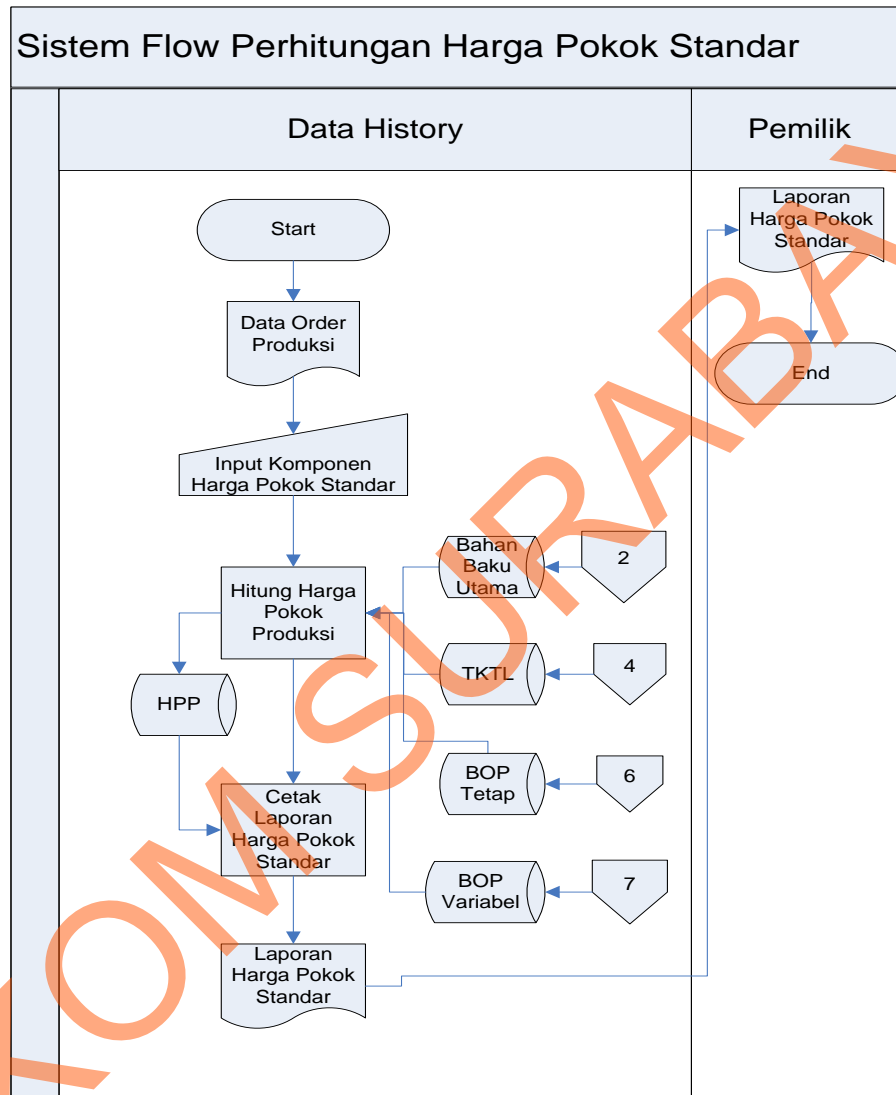 Sistem Flow Perhitungan Harga Pokok Standar
Data History
Pemilik
Start
Data Order
Produksi
Input Komponen
Harga Pokok Standar
Hitung Harga
Pokok
Produksi
HPP
Cetak
Laporan
Harga Pokok
Standar
Laporan
Harga Pokok
Standar
Bahan
Baku
Utama
2
TKTL
4
BOP
Tetap
6
BOP
Variabel
7
Laporan
Harga Pokok
Standar
End
KOM SURABAY